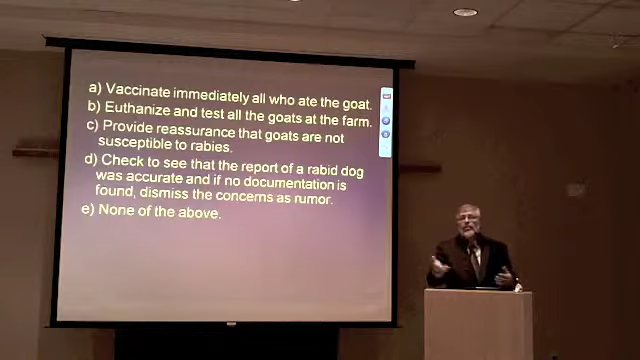 a) Vaccinate immediately all who ate the goat.
b) Euthanize and test all the goats at the farm.
c) Provide reassurance that goats are not
susceptible to rabies.
d) Check to see that the report of a rabid dog
was accurate and if no documentation is
found, dismiss the concerns as rumor.
e) None of the above.